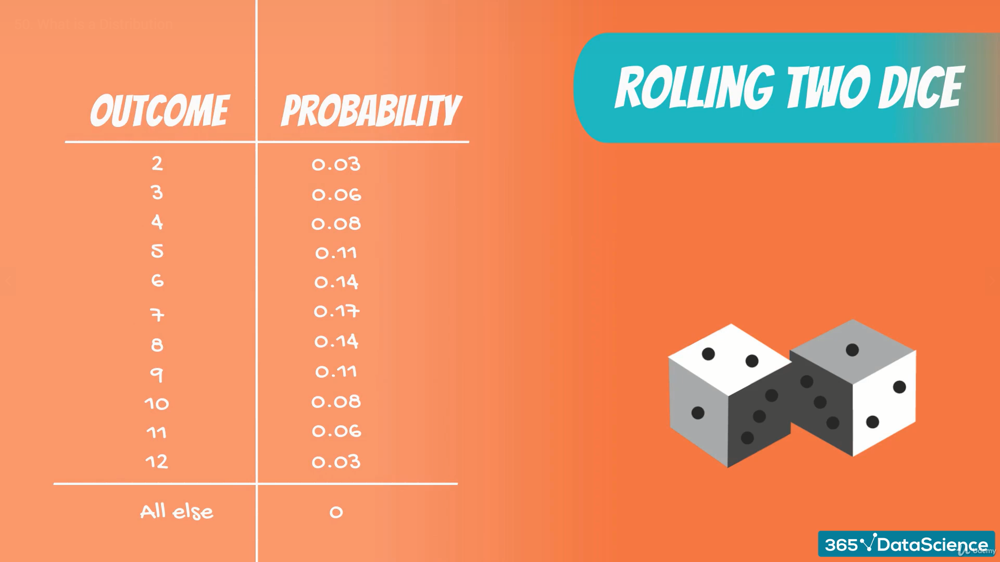 50. What is a Distribution
ROLLING TWO DICE
OUTCOME PROBABILITY
2 0.03
3 0.06
4 0.08
5 0.11
6 0.14
7 0.17
8 0.14
9 0.11
10 0.08
11 0.06
12 0.03
All else 0
365 DataScience
Udemy